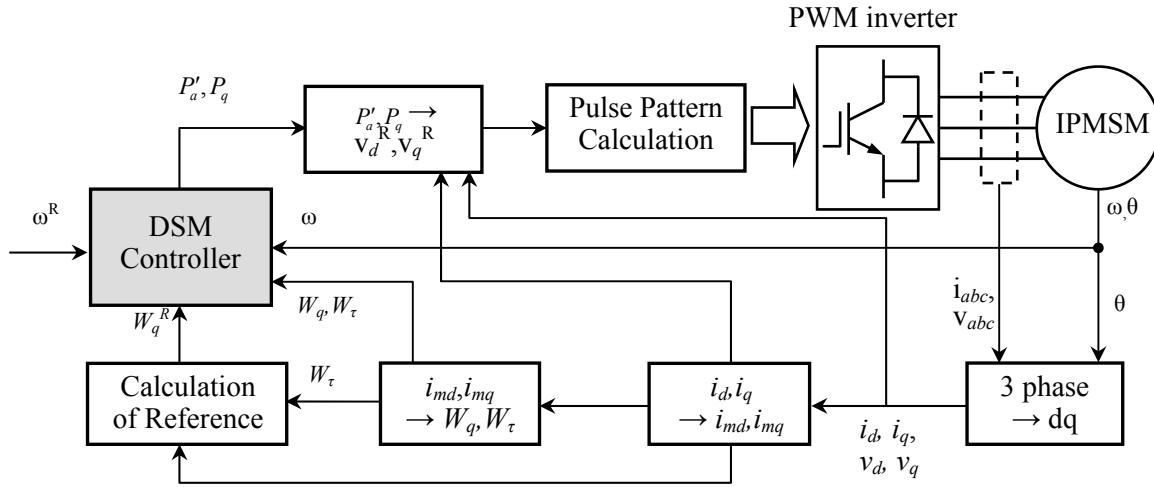 PWM inverter
P′a, Pq
P′a, Pq →
vdR, vqR
Pulse Pattern
Calculation
IPMSM
ωR
DSM
Controller
ω
ω,θ
Wq, Wτ
WqR
iabc,
vabc
θ
Calculation
of Reference
Wτ
imd, imq
→ Wq, Wτ
id, iq
→ imd, imq
3 phase
→ dq
id, iq,
vd, vq